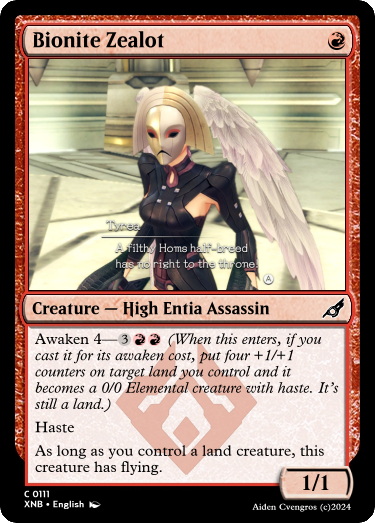 Bionite Zealot
Tyrea
A filthy Homs half-breed
has no right to the throne.
A
Creature — High Entia Assassin
Awaken 4—3 (When this enters, if you
cast it for its awaken cost, put four +1/+1
counters on target land you control and it
becomes a 0/0 Elemental creature with haste. It's
still a land.)
Haste
As long as you control a land creature, this
creature has flying.
1/1
C 0111
XNB • English
Aiden Cvengros (c)2024